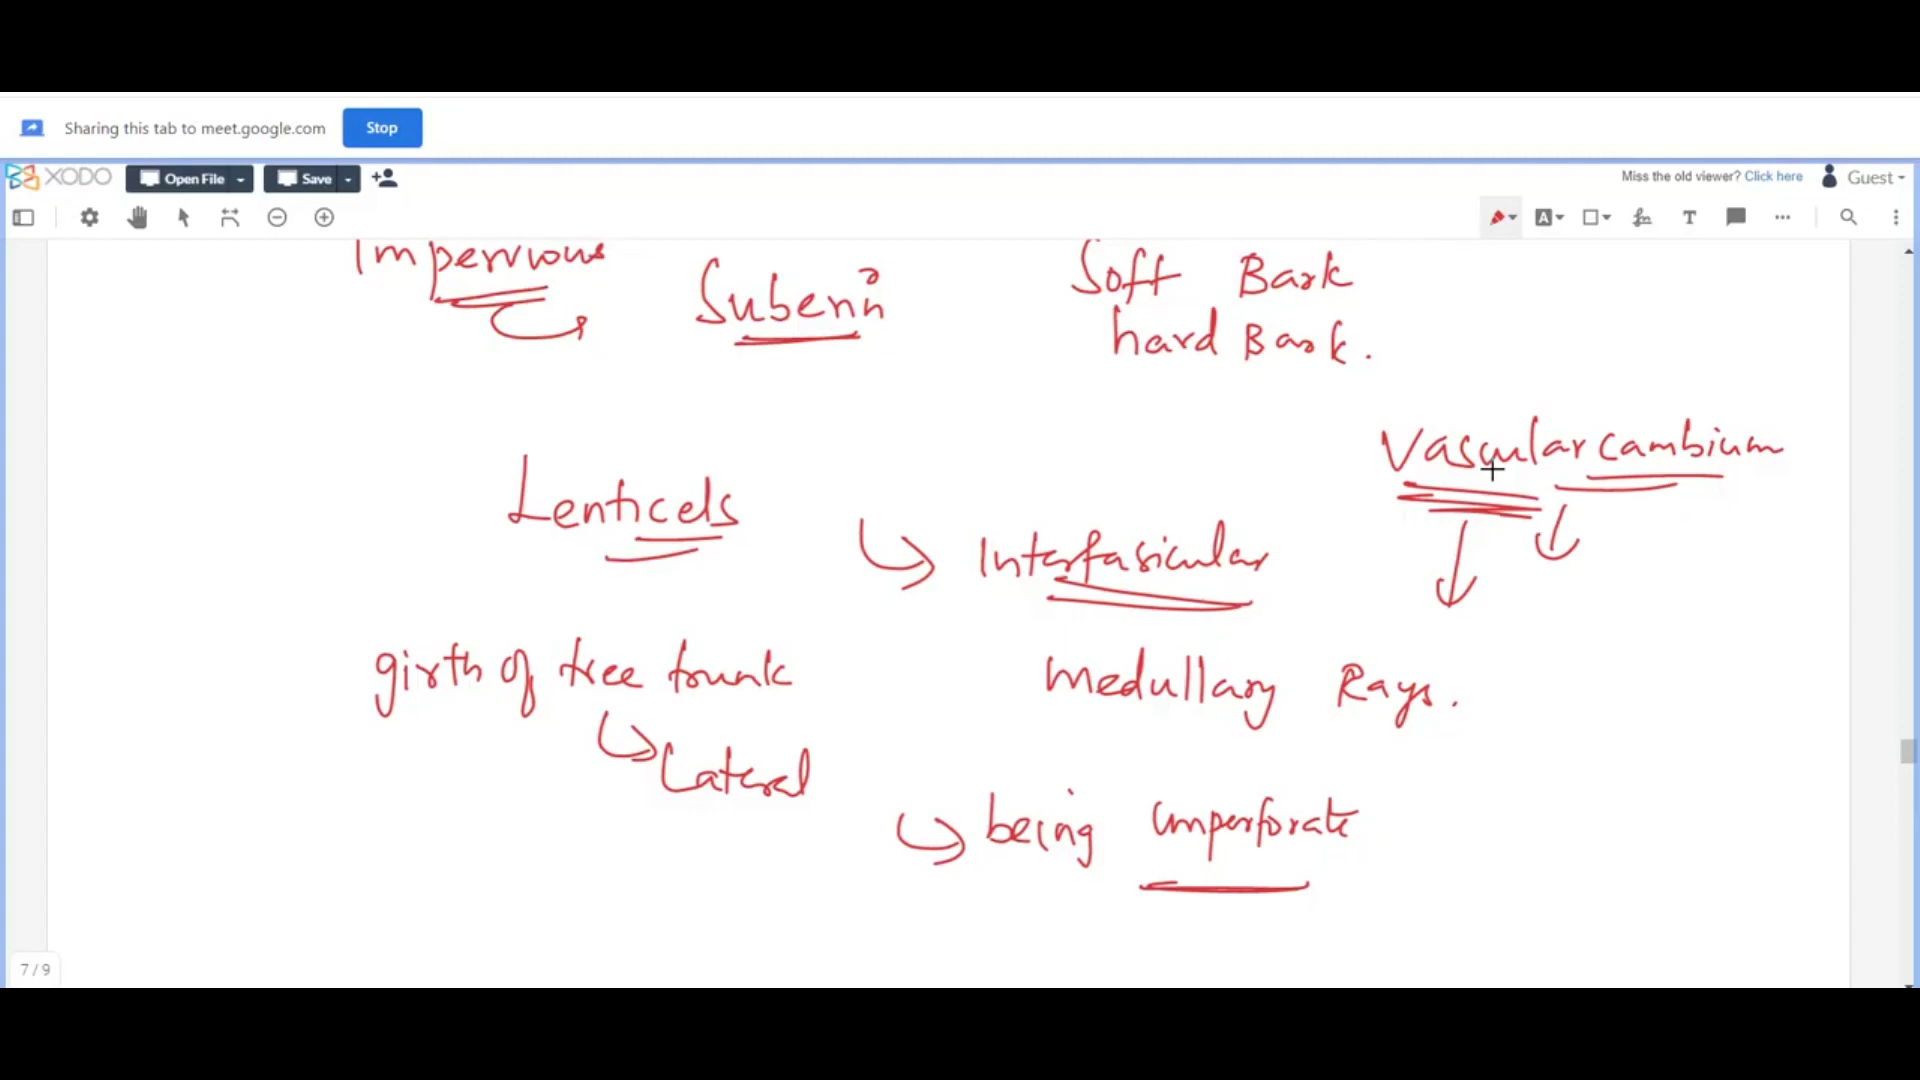 Sharing this tab to meet.google.com Stop
XODO Open File Save Miss the old viewer? Click here Guest
A T
Impervious
Suberin
Soft Bark
hard Bark.
Vascular cambium
Lenticels
Interfasicular
girth of tree trunk
medullary Rays.
Lateral
being imperforate
7 / 9